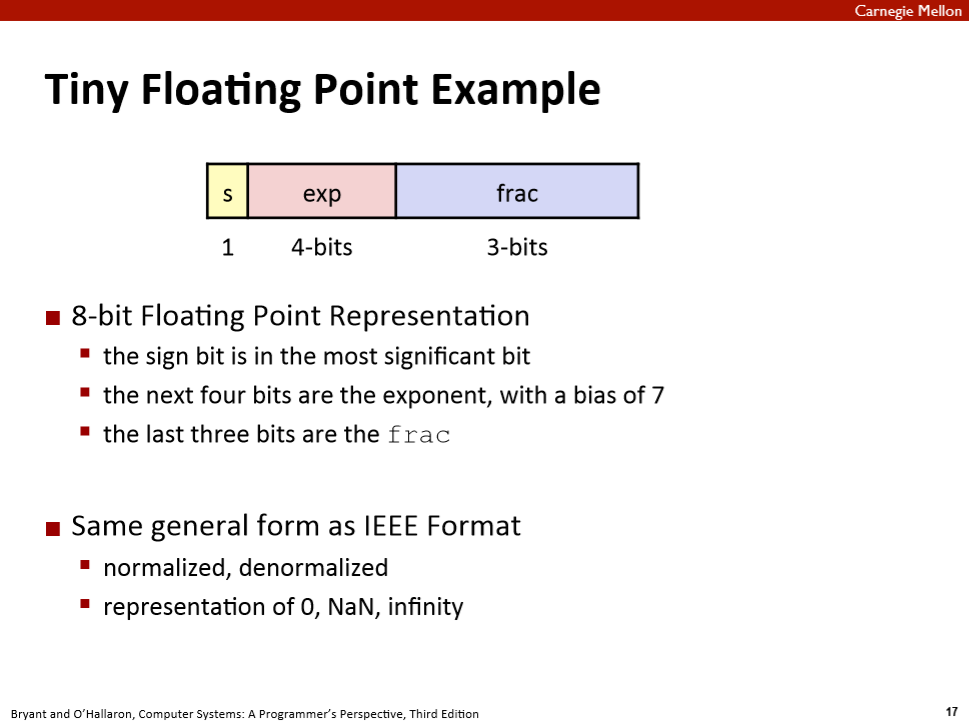 Carnegie Mellon
Tiny Floating Point Example
s exp frac
1 4-bits 3-bits
8-bit Floating Point Representation
the sign bit is in the most significant bit
the next four bits are the exponent, with a bias of 7
the last three bits are the frac
Same general form as IEEE Format
normalized, denormalized
representation of 0, NaN, infinity
Bryant and O’Hallaron, Computer Systems: A Programmer’s Perspective, Third Edition 17